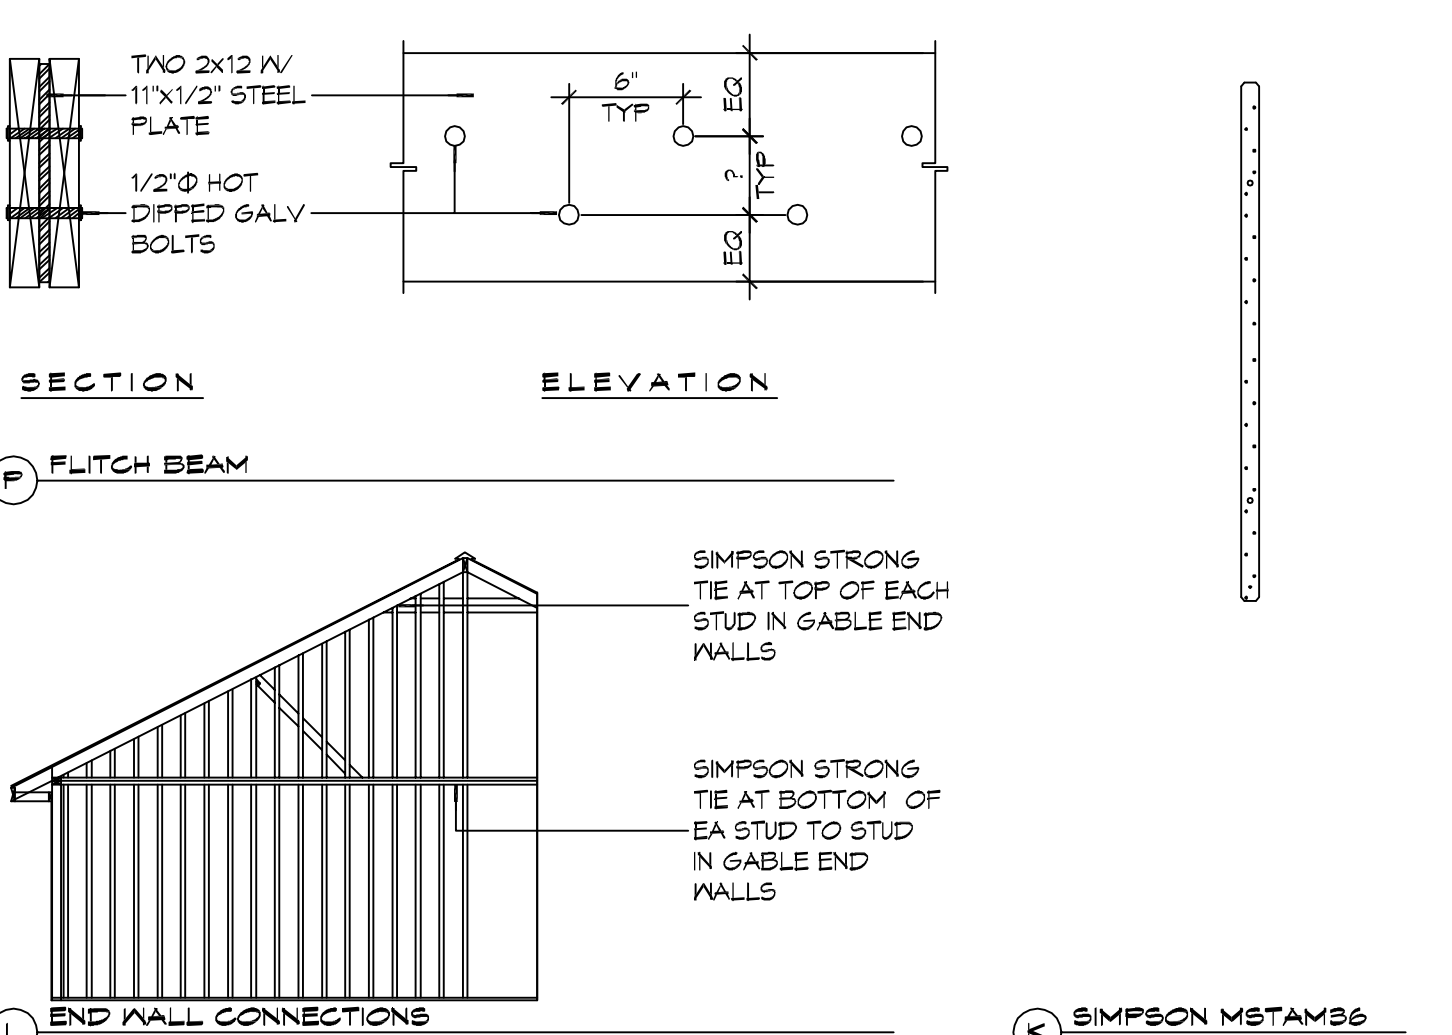 TWO 2x12 W/
11"x1/2" STEEL
PLATE
1/2"Φ HOT
DIPPED GALV
BOLTS
6"
TYP
EQ
?
TYP
EQ
SECTION
ELEVATION
P
FLITCH BEAM
SIMPSON STRONG
TIE AT TOP OF EACH
STUD IN GABLE END
WALLS
SIMPSON STRONG
TIE AT BOTTOM OF
EA STUD TO STUD
IN GABLE END
WALLS
END WALL CONNECTIONS
K
SIMPSON MSTAM36